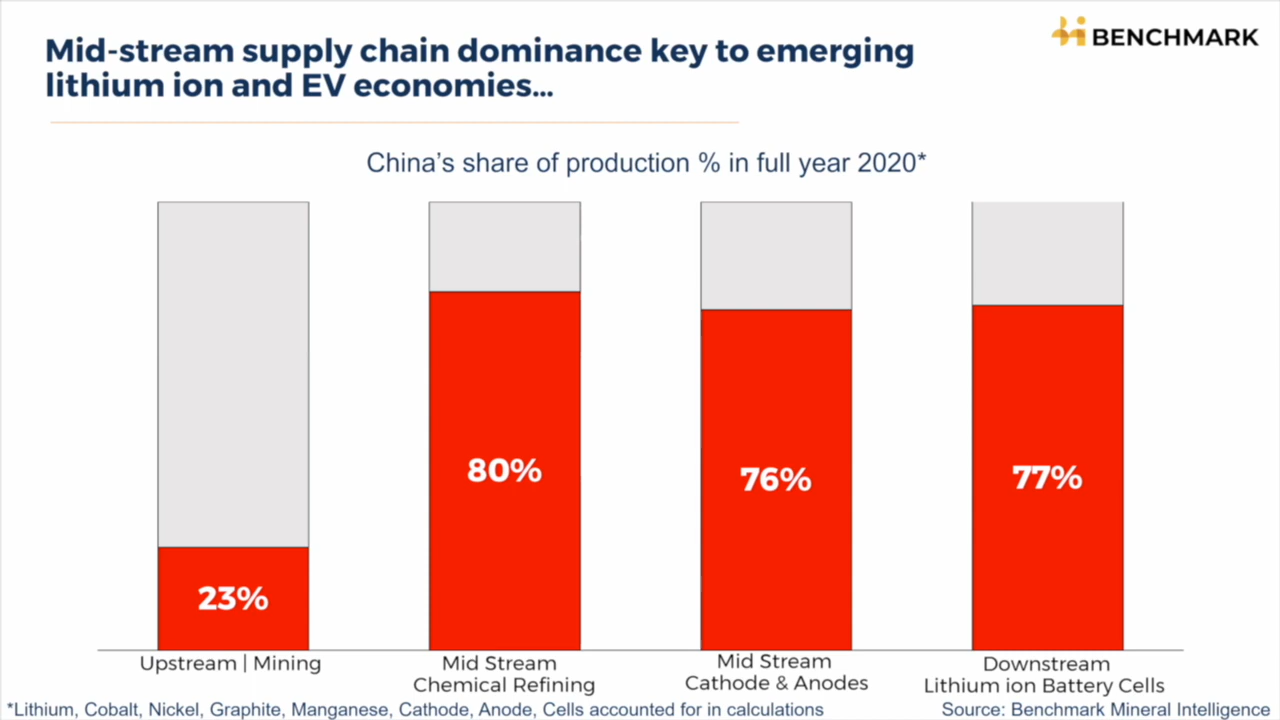 Mid-stream supply chain dominance key to emerging
lithium ion and EV economies...
BENCHMARK
China's share of production % in full year 2020*
23%
80%
76%
77%
Upstream | Mining
Mid Stream
Chemical Refining
Mid Stream
Cathode & Anodes
Downstream
Lithium ion Battery Cells
*Lithium, Cobalt, Nickel, Graphite, Manganese, Cathode, Anode, Cells accounted for in calculations
Source: Benchmark Mineral Intelligence